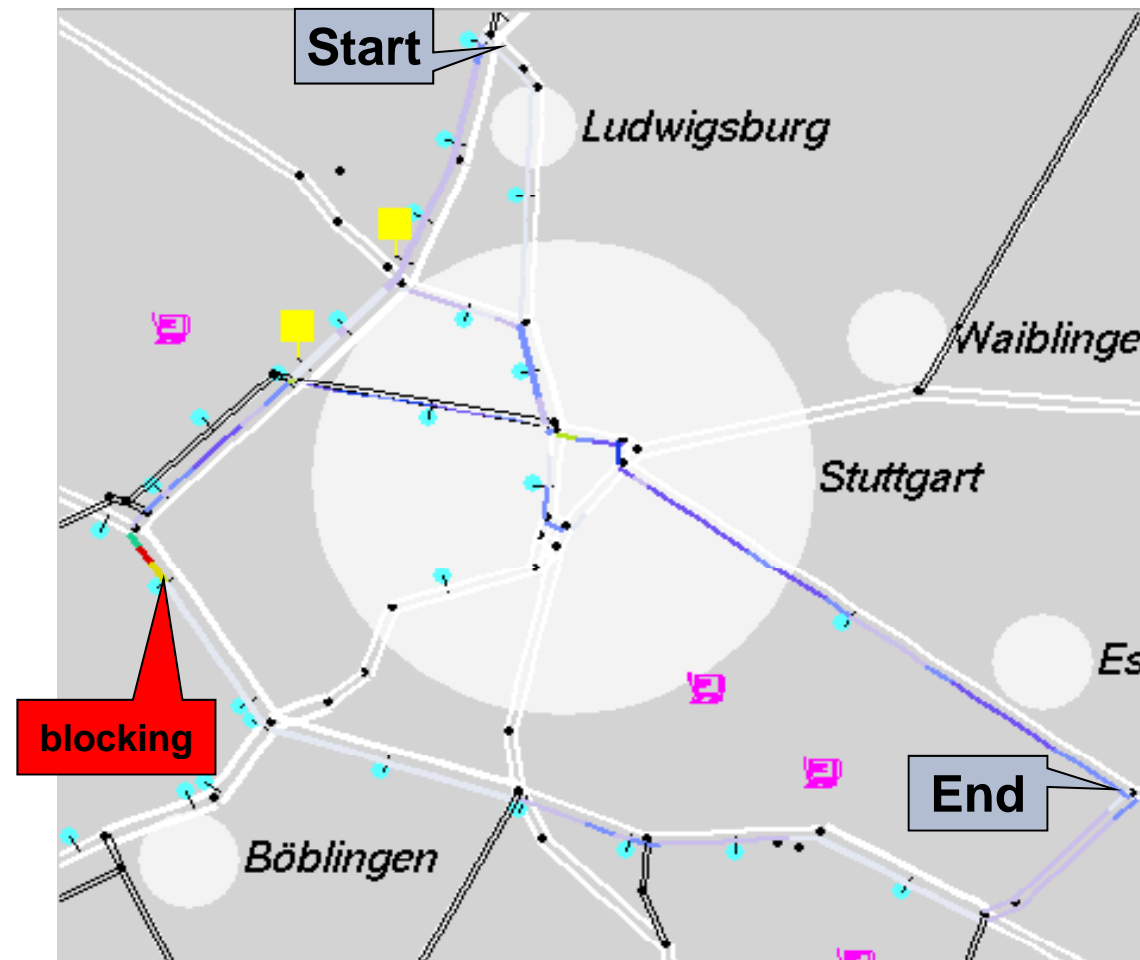 Start
Ludwigsburg
Waiblinge
Stuttgart
Es
blocking
End
Böblingen